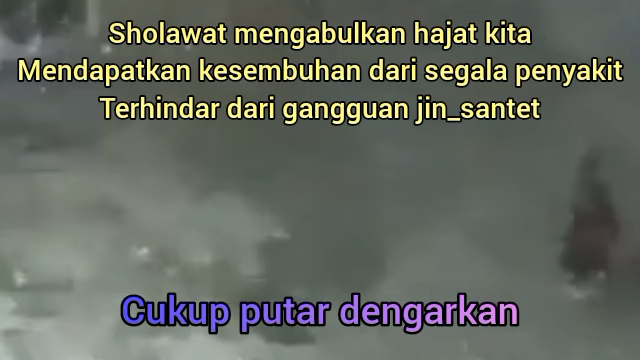 Sholawat mengabulkan hajat kita
Mendapatkan kesembuhan dari segala penyakit
Terhindar dari gangguan jin_santet
Cukup putar dengarkan